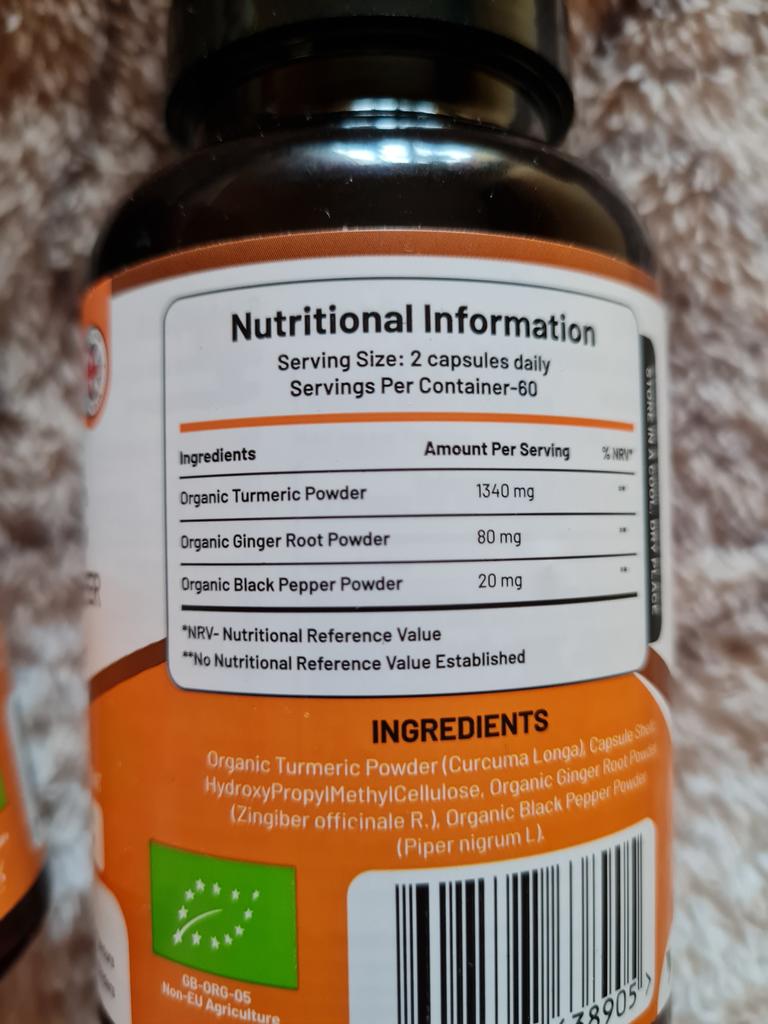 Nutritional Information
Serving Size: 2 capsules daily
Servings Per Container-60
Ingredients Amount Per Serving % NRV*
Organic Turmeric Powder 1340 mg **
Organic Ginger Root Powder 80 mg **
Organic Black Pepper Powder 20 mg **
*NRV- Nutritional Reference Value
**No Nutritional Reference Value Established
STORE IN A COOL, DRY PLACE
INGREDIENTS
Organic Turmeric Powder (Curcuma Longa), Capsule
HydroxyPropylMethylCellulose, Organic Ginger Root Powder
(Zingiber officinale R.), Organic Black Pepper Powder
(Piper nigrum L).
GB-ORG-05
Non-EU Agriculture
38905